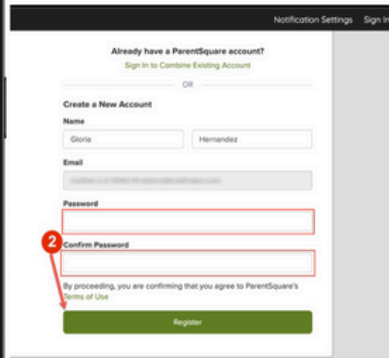 Notification Settings Sign In
Already have a ParentSquare account?
Sign In to Combine Existing Account
OR
Create a New Account
Name
Gloria Hernandez
Email
Password
2
Confirm Password
By proceeding, you are confirming that you agree to ParentSquare's
Terms of Use
Register